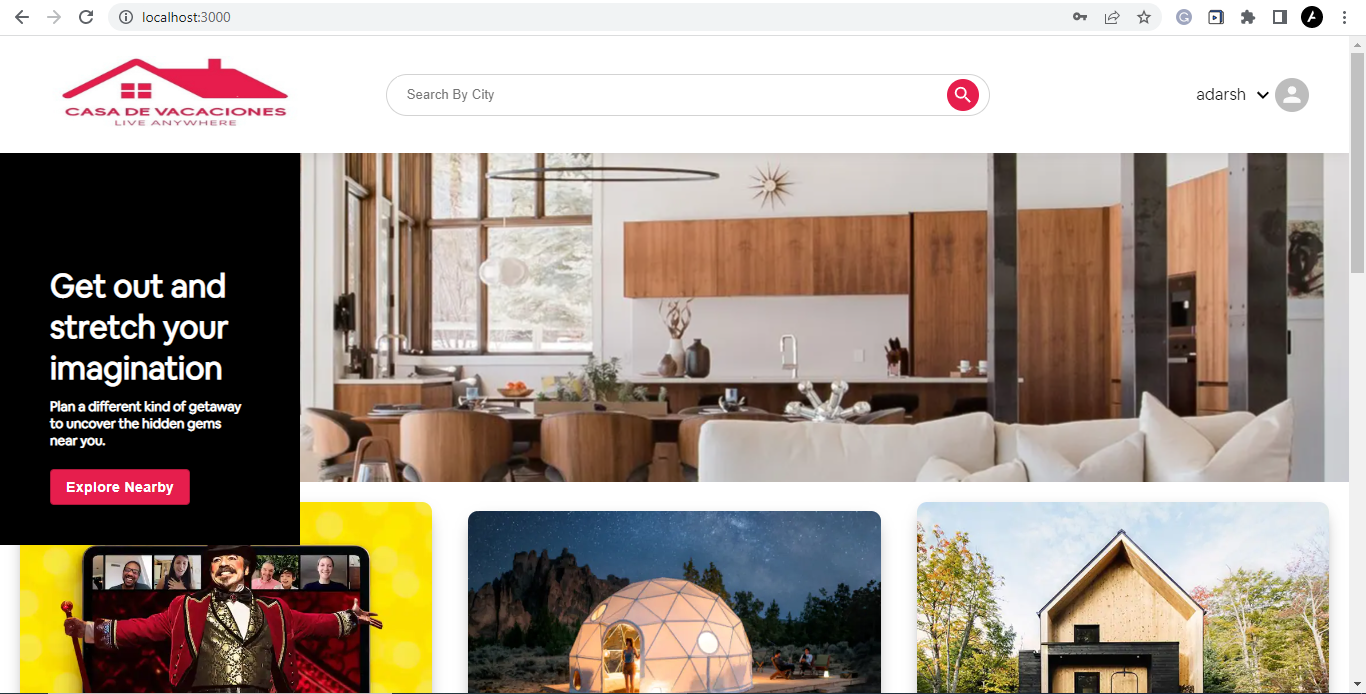 localhost:3000
CASA DE VACACIONES
LIVE ANYWHERE
Search By City
adarsh
Get out and
stretch your
imagination
Plan a different kind of getaway
to uncover the hidden gems
near you.
Explore Nearby